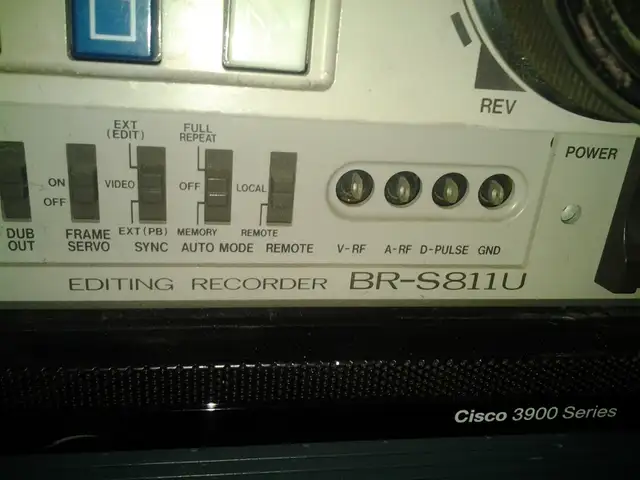 REV
EXT
(EDIT)
FULL
REPEAT
POWER
ON
OFF
VIDEO
OFF
LOCAL
EXT (PB)
MEMORY
REMOTE
DUB
OUT
FRAME
SERVO
SYNC
AUTO MODE
REMOTE
V-RF
A-RF
D-PULSE
GND
EDITING RECORDER BR-S811U
Cisco 3900 Series